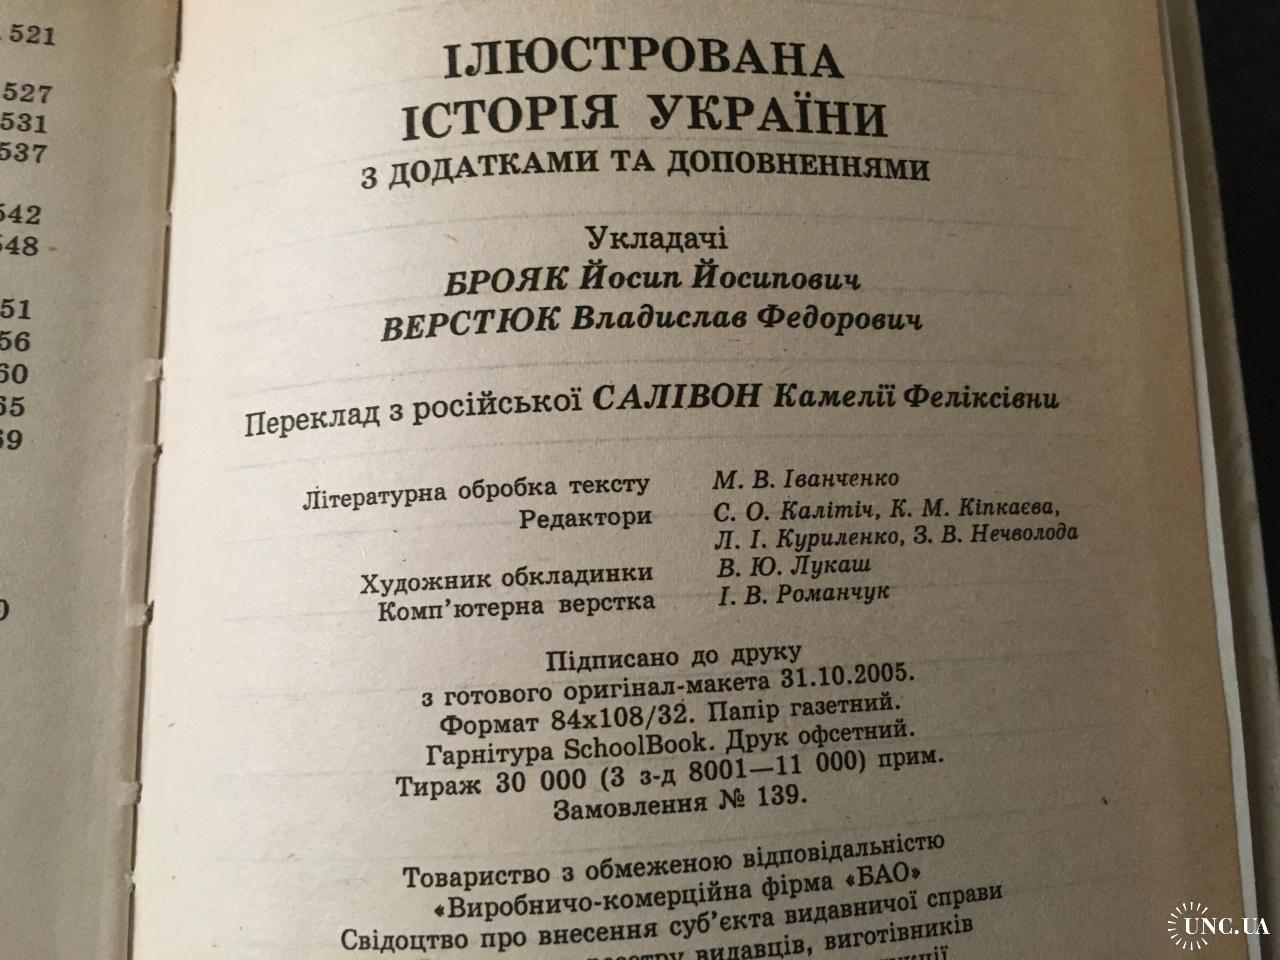 521
527
531
537
542
548
51
56
60
65
69
0
ІЛЮСТРОВАНА
ІСТОРІЯ УКРАЇНИ
З ДОДАТКАМИ ТА ДОПОВНЕННЯМИ
Укладачі
БРОЯК Йосип Йосипович
ВЕРСТЮК Владислав Федорович
Переклад з російської САЛІВОН Камелії Феліксівни
Літературна обробка тексту М. В. Іванченко
Редактори С. О. Калітіч, К. М. Кіпкаєва,
Л. І. Куриленко, З. В. Нечволода
Художник обкладинки В. Ю. Лукаш
Комп'ютерна верстка І. В. Романчук
Підписано до друку
з готового оригінал-макета 31.10.2005.
Формат 84х108/32. Папір газетний.
Гарнітура SchoolBook. Друк офсетний.
Тираж 30 000 (3 з-д 8001—11 000) прим.
Замовлення № 139.
Товариство з обмеженою відповідальністю
«Виробничо-комерційна фірма «БАО»
Свідоцтво про внесення суб'єкта видавничої справи
видавців, виготівників
UNC.UA